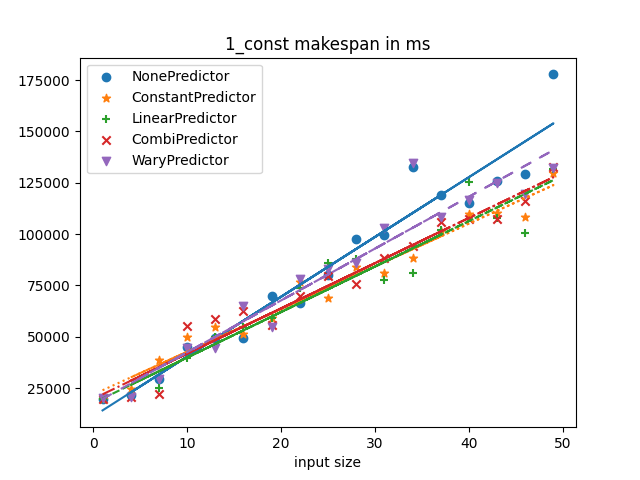 1_const makespan in ms
175000
150000
125000
100000
75000
50000
25000
NonePredictor
ConstantPredictor
LinearPredictor
CombiPredictor
WaryPredictor
0 10 20 30 40 50
input size